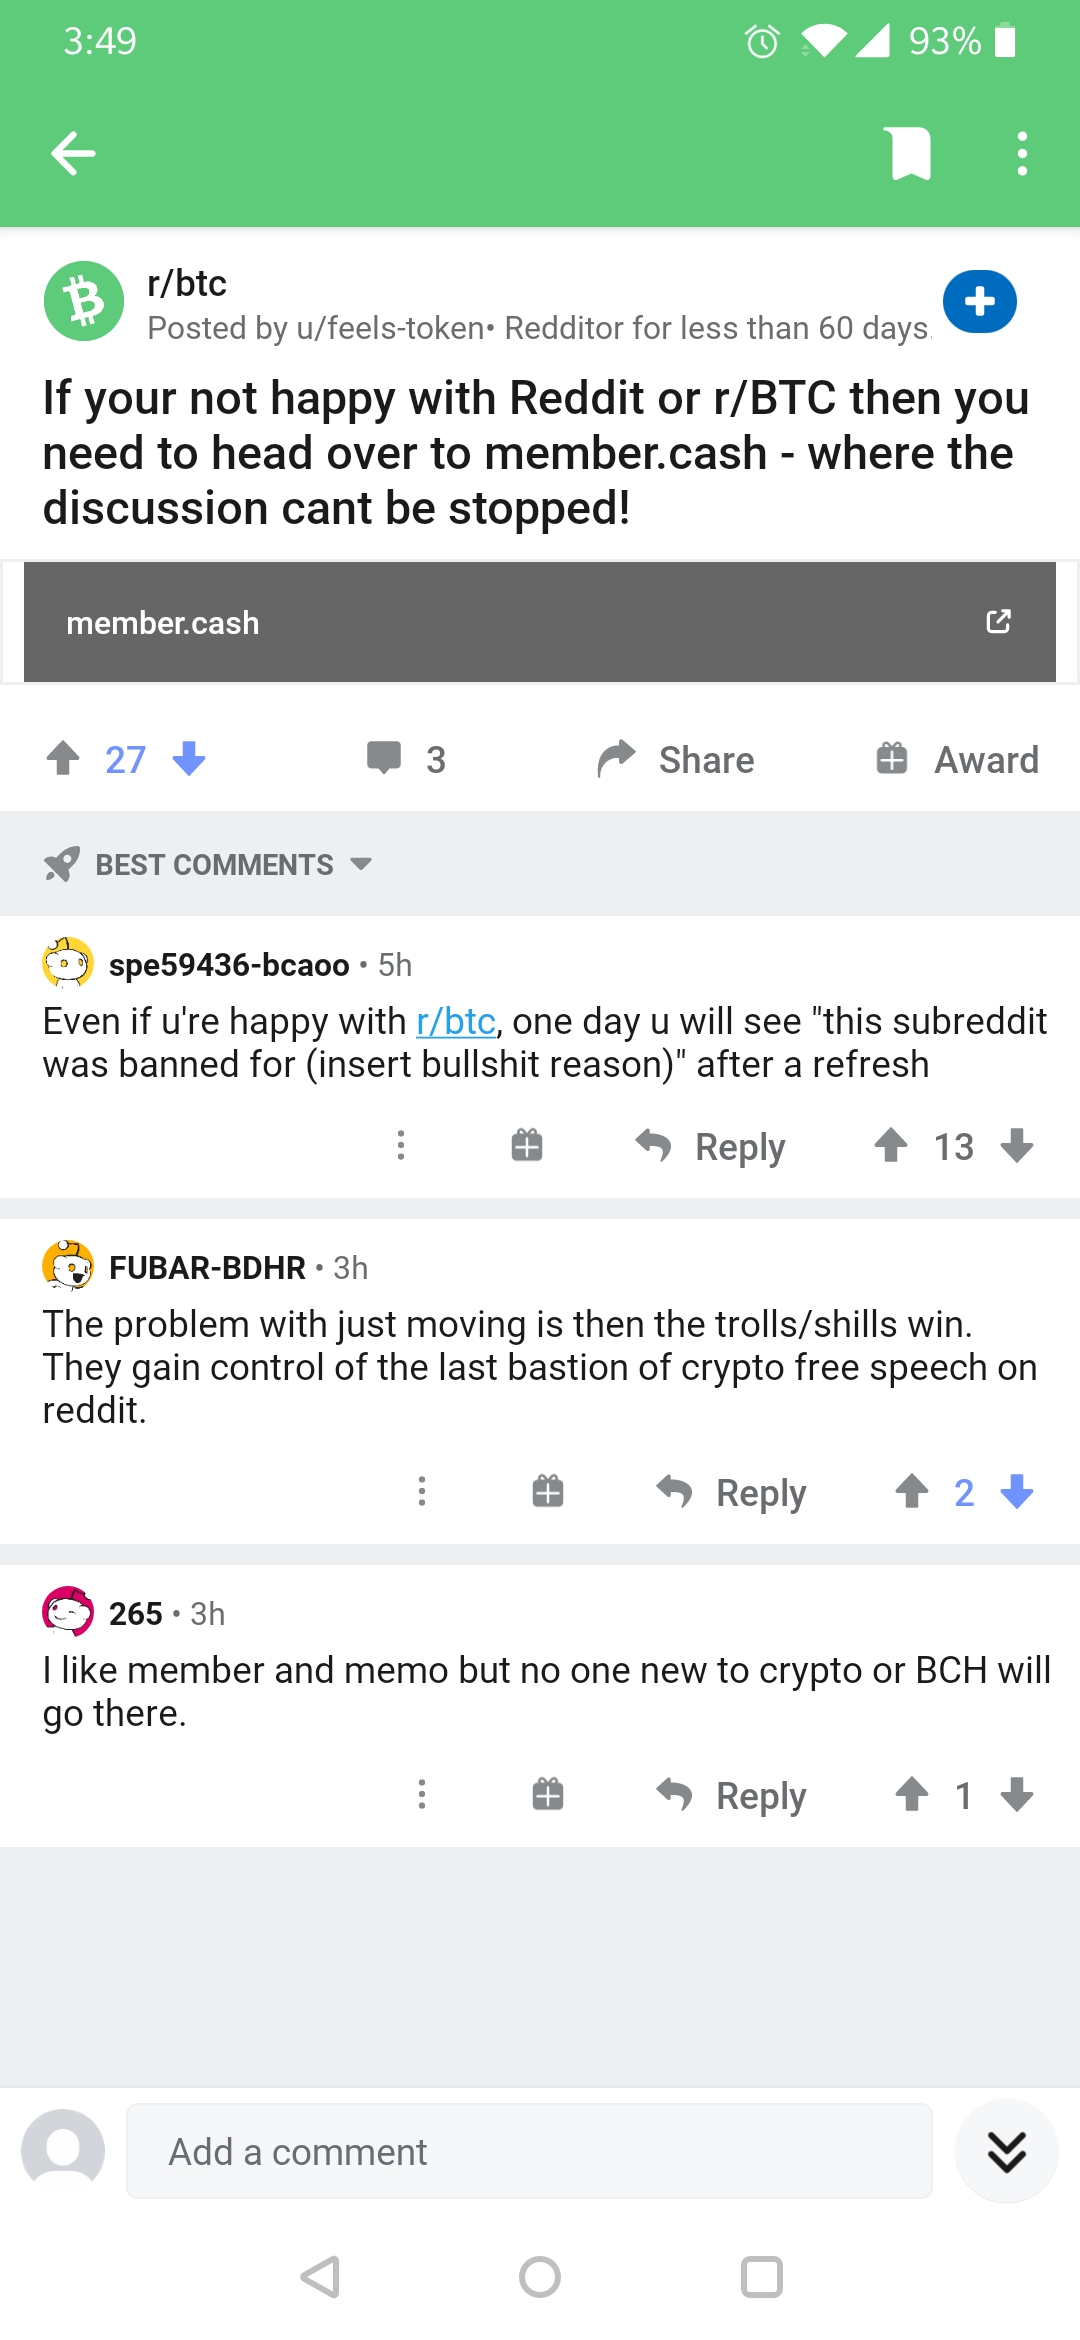 3:49
93%
r/btc
Posted by u/feels-token• Redditor for less than 60 days.
If your not happy with Reddit or r/BTC then you
need to head over to member.cash - where the
discussion cant be stopped!
member.cash
27
3
Share
Award
BEST COMMENTS
spe59436-bcaoo • 5h
Even if u're happy with r/btc, one day u will see "this subreddit
was banned for (insert bullshit reason)" after a refresh
Reply
13
FUBAR-BDHR • 3h
The problem with just moving is then the trolls/shills win.
They gain control of the last bastion of crypto free speech on
reddit.
Reply
2
265 • 3h
I like member and memo but no one new to crypto or BCH will
go there.
Reply
1
Add a comment